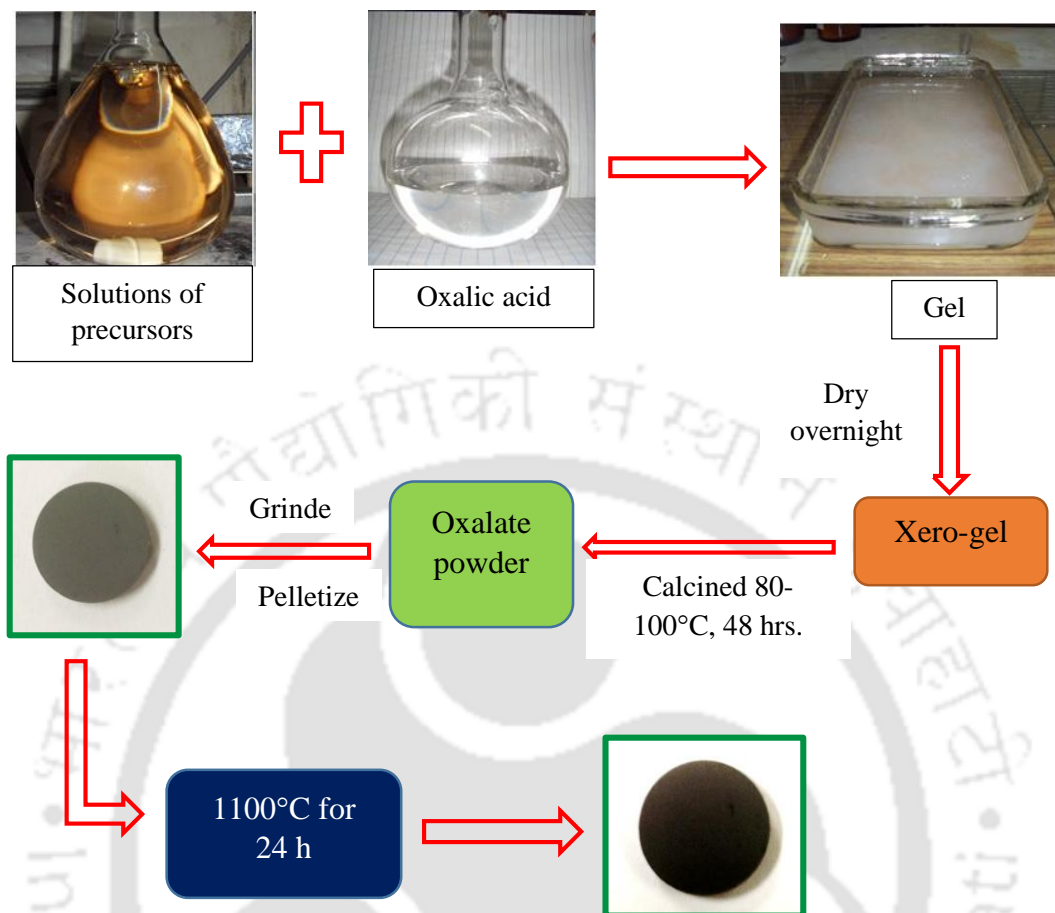 Solutions of
precursors
Oxalic acid
Gel
Dry
overnight
Xero-gel
Calcined 80-
100°C, 48 hrs.
Oxalate
powder
Grinde
Pelletize
1100°C for
24 h